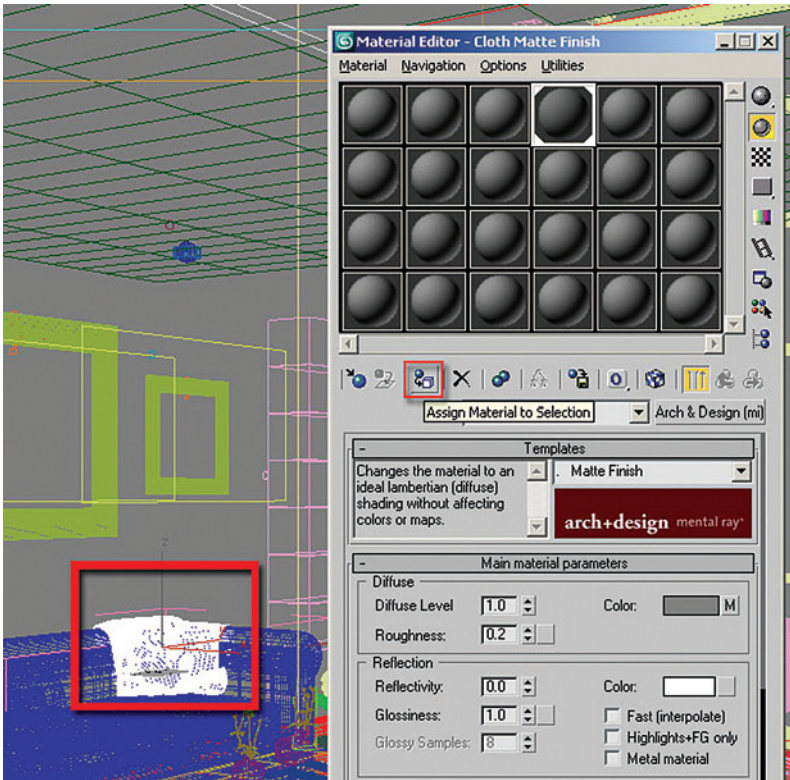 Material Editor - Cloth Matte Finish
Material Navigation Options Utilities
Assign Material to Selection
Arch & Design (mi)
- Templates
Changes the material to an
ideal lambertian (diffuse)
shading without affecting
colors or maps.
. Matte Finish
arch+design mental ray
- Main material parameters
Diffuse
Diffuse Level 1.0 Color: M
Roughness: 0.2
Reflection
Reflectivity: 0.0 Color:
Glossiness: 1.0 Fast (interpolate)
Glossy Samples: 8 Highlights+FG only
Metal material
z